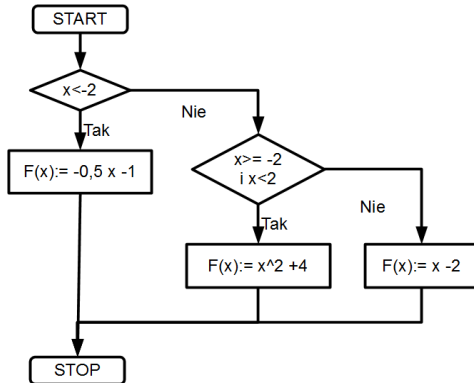 START
x<-2
Nie
Tak
F(x):= -0,5 x -1
x>= -2
i x<2
Nie
Tak
F(x):= x^2 +4
F(x):= x -2
STOP